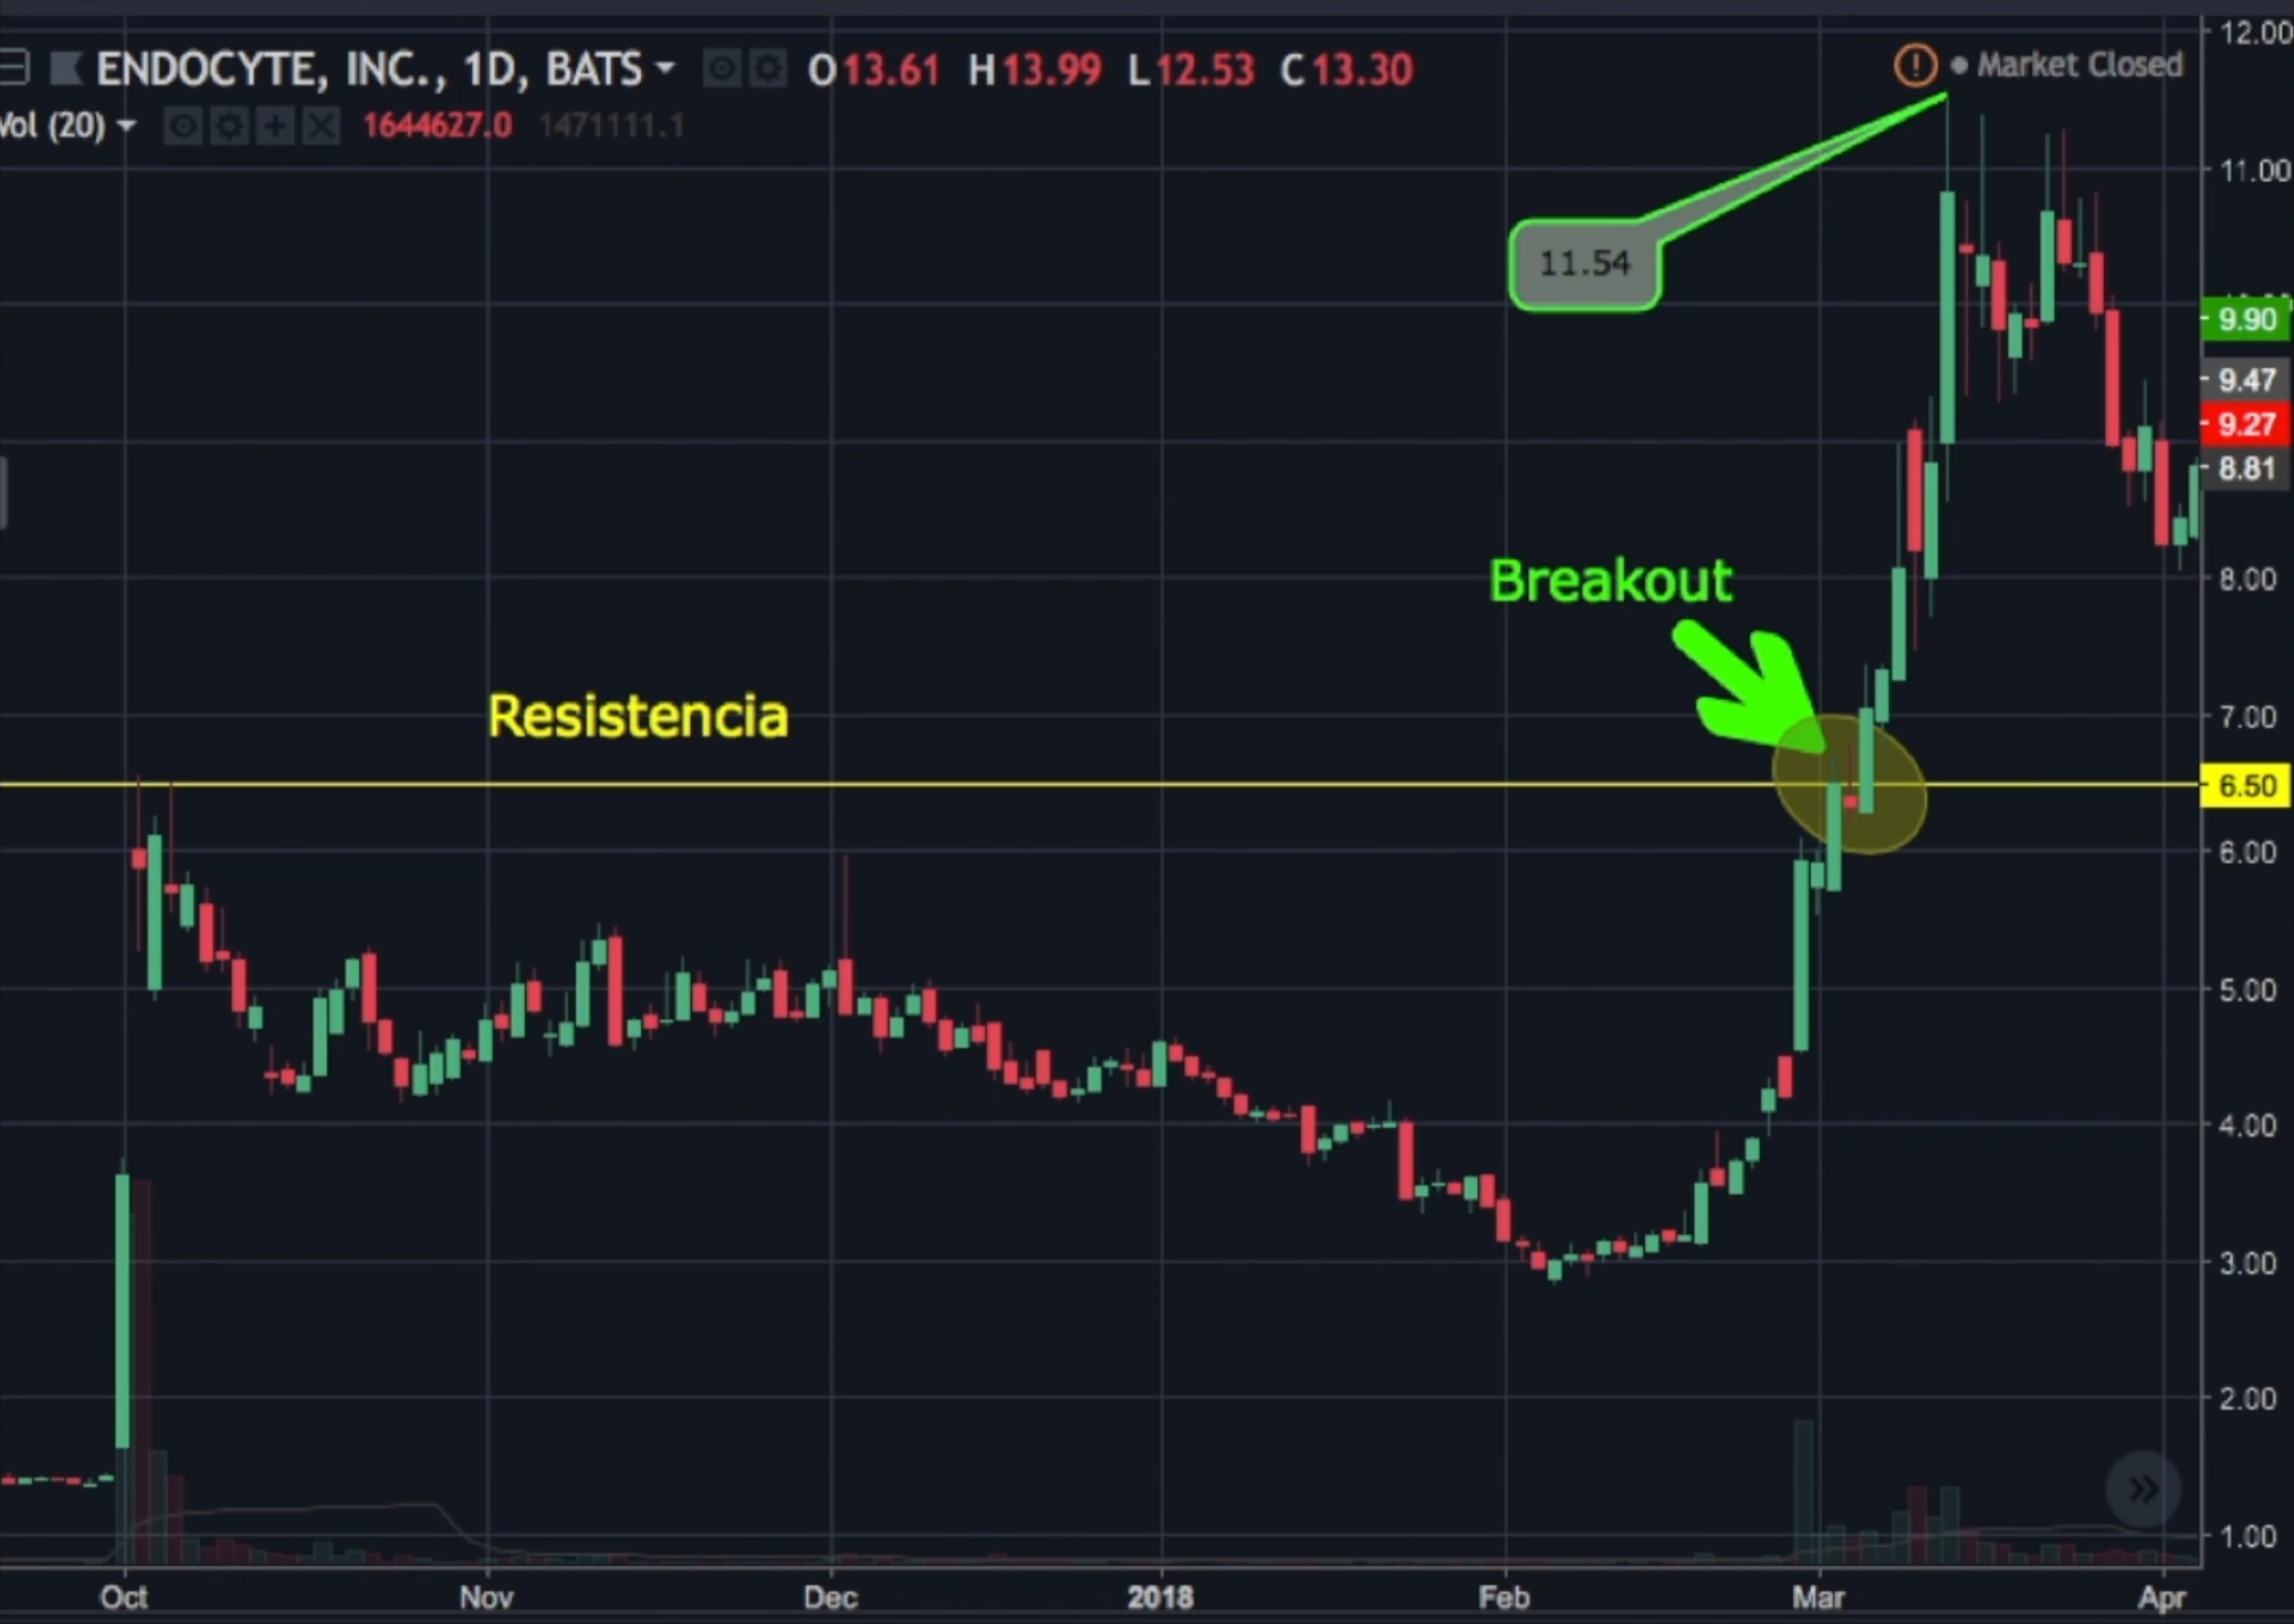 ENDOCYTE, INC., 1D, BATS O13.61 H13.99 L12.53 C13.30
Market Closed
Vol (20) 1644627.0 1471111.1
12.00
11.00
11.54
9.90
9.47
9.27
8.81
Breakout
8.00
Resistencia
7.00
6.50
6.00
5.00
4.00
3.00
2.00
1.00
Oct Nov Dec 2018 Feb Mar Apr